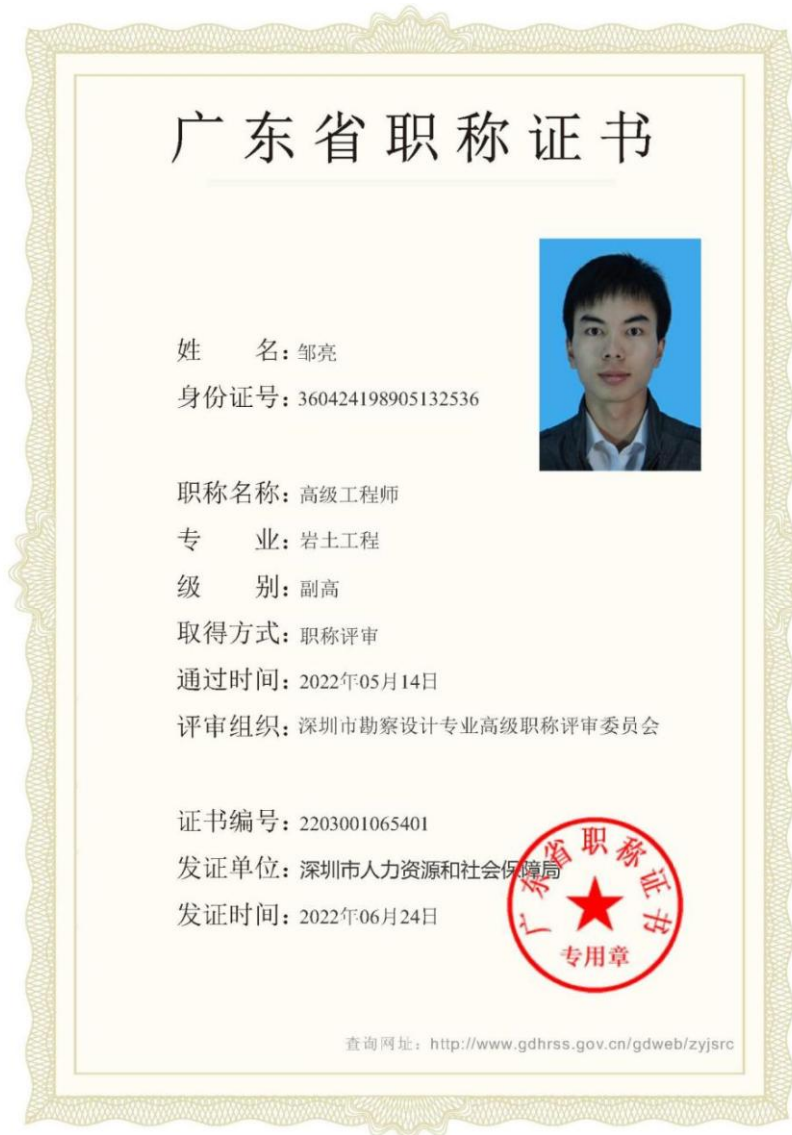 广东省职称证书
姓　　名：邹亮
身份证号：360424198905132536
职称名称：高级工程师
专　　业：岩土工程
级　　别：副高
取得方式：职称评审
通过时间：2022年05月14日
评审组织：深圳市勘察设计专业高级职称评审委员会
证书编号：2203001065401
发证单位：深圳市人力资源和社会保障局
发证时间：2022年06月24日
广东省职称证书
专用章
查询网址：http://www.gdhrss.gov.cn/gdweb/zyjsrc